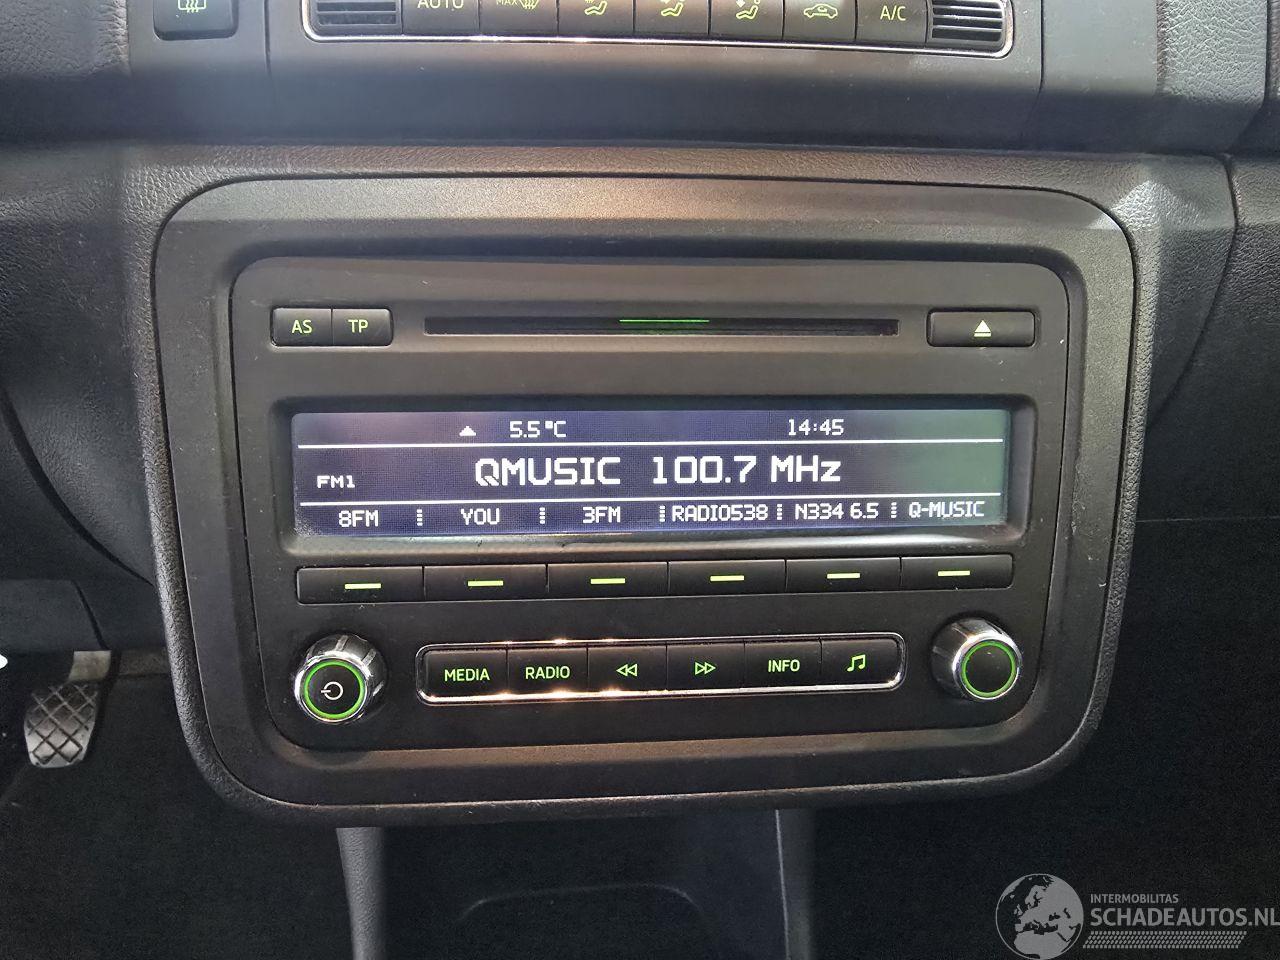 AUTO MAX A/C
AS TP
5.5°C 14:45
FM1 QMUSIC 100.7 MHz
8FM YOU 3FM RADIO538 N334 6.5 Q-MUSIC
MEDIA RADIO INFO
INTERMOBILITAS
SCHADEAUTOS.NL